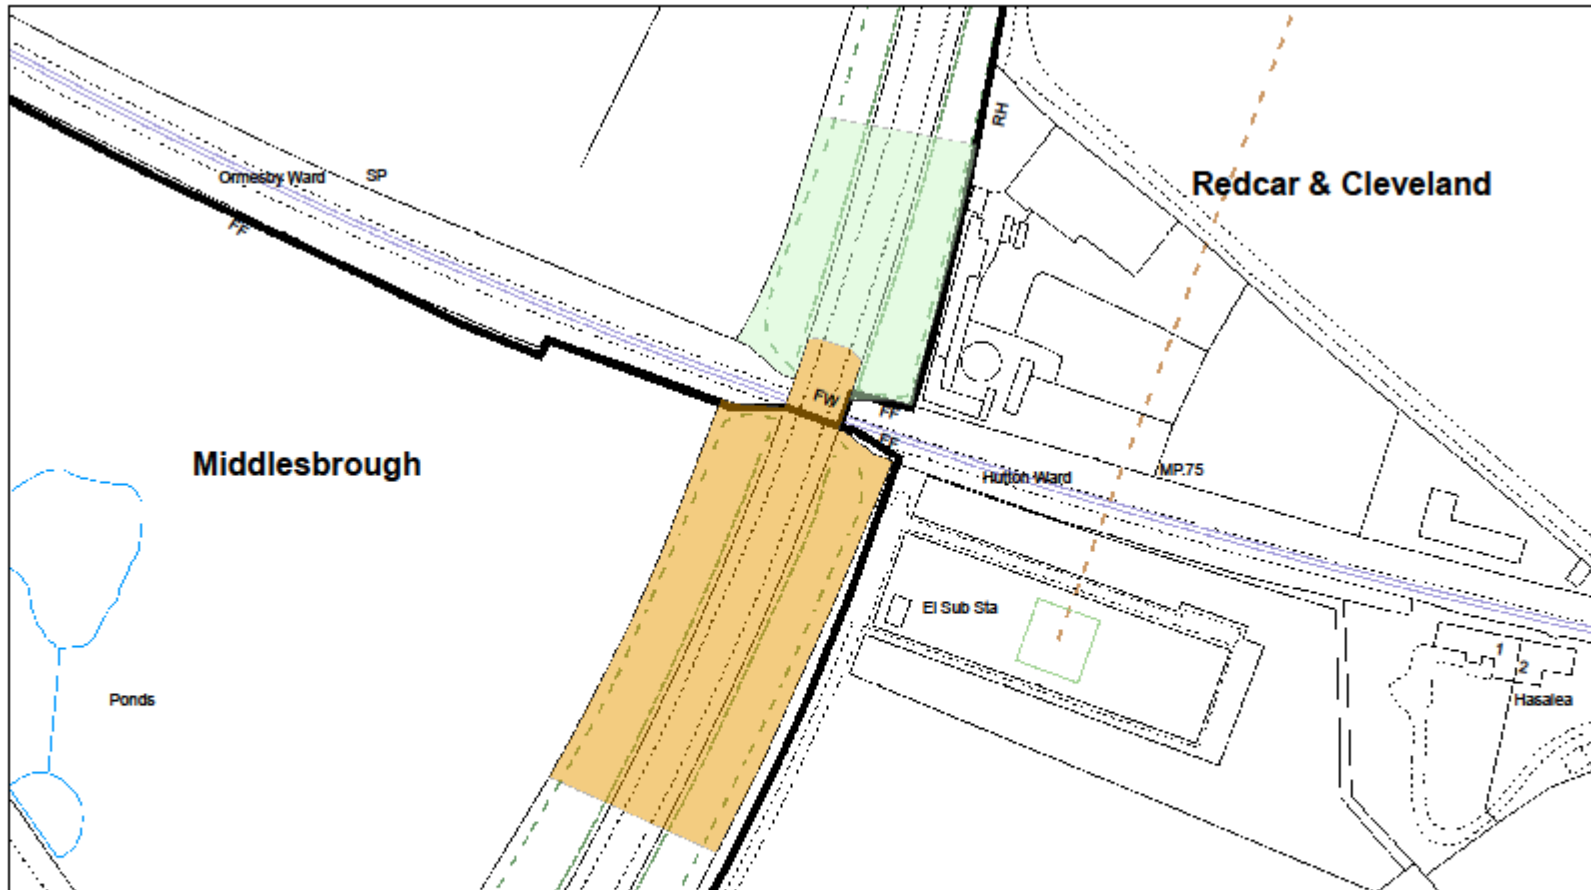 RH
Ormesby Ward
SP
Redcar & Cleveland
FF
FW
FF
FF
Middlesbrough
Hutton Ward
MP.75
El Sub Sta
1
2
Ponds
Hasalea